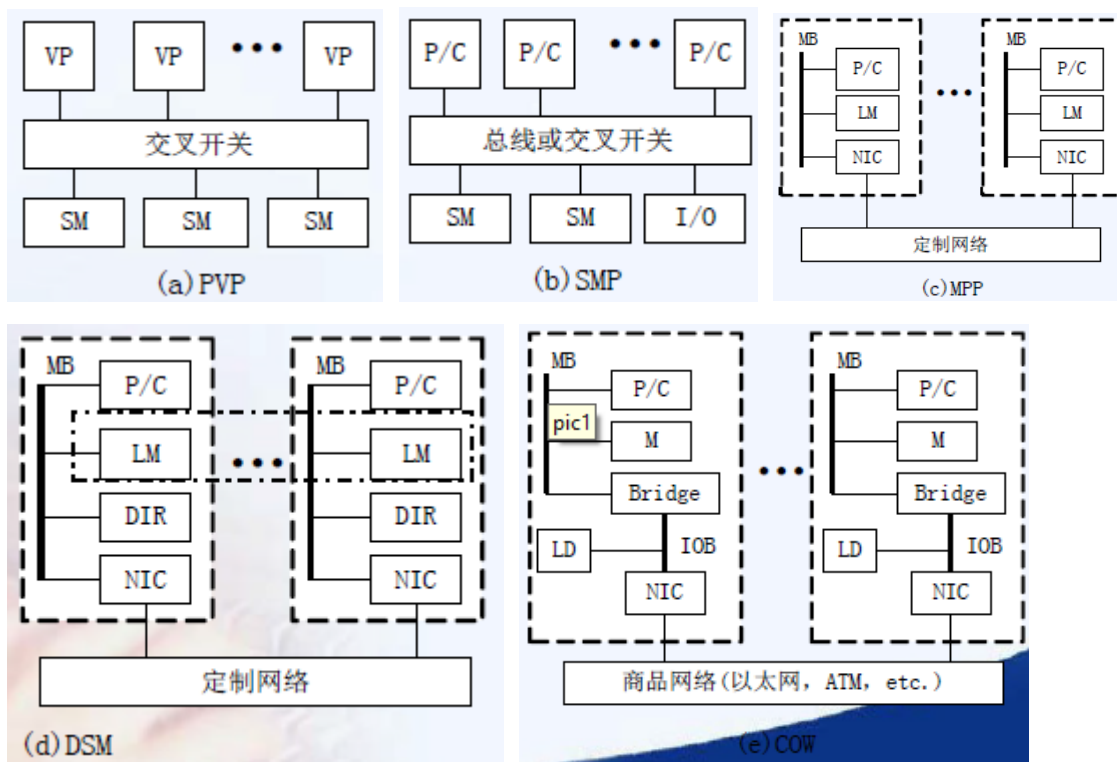 VP VP ••• VP
交叉开关
SM SM SM
(a)PVP
P/C P/C ••• P/C
总线或交叉开关
SM SM I/O
(b)SMP
MB MB
P/C P/C
•••
LM LM
NIC NIC
定制网络
(c)MPP
MB MB
P/C P/C
LM ••• LM
DIR DIR
NIC NIC
定制网络
(d)DSM
MB MB
P/C P/C
pic1
M M
•••
Bridge Bridge
LD IOB LD IOB
NIC NIC
商品网络(以太网, ATM, etc.)
(e)COW